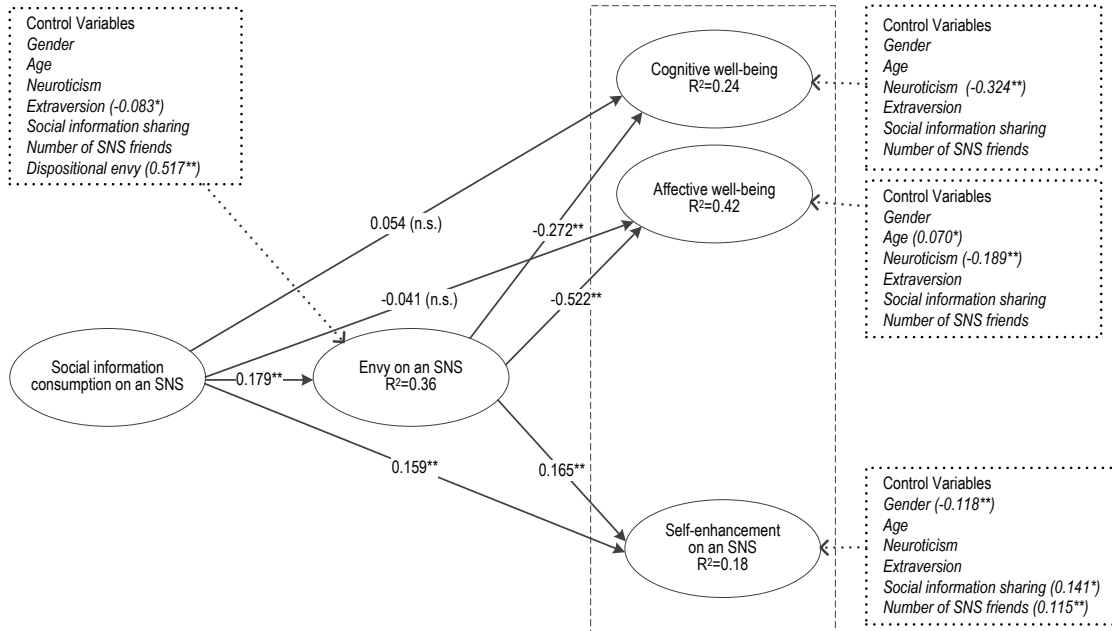 Control Variables
Gender
Age
Neuroticism
Extraversion (-0.083*)
Social information sharing
Number of SNS friends
Dispositional envy (0.517**)
Cognitive well-being
R²=0.24
Control Variables
Gender
Age
Neuroticism (-0.324**)
Extraversion
Social information sharing
Number of SNS friends
Affective well-being
R²=0.42
Control Variables
Gender
Age (0.070*)
Neuroticism (-0.189**)
Extraversion
Social information sharing
Number of SNS friends
0.054 (n.s.)
-0.272**
-0.041 (n.s.)
-0.522**
Social information
consumption on an SNS
0.179**
Envy on an SNS
R²=0.36
0.159**
0.165**
Self-enhancement
on an SNS
R²=0.18
Control Variables
Gender (-0.118**)
Age
Neuroticism
Extraversion
Social information sharing (0.141*)
Number of SNS friends (0.115**)